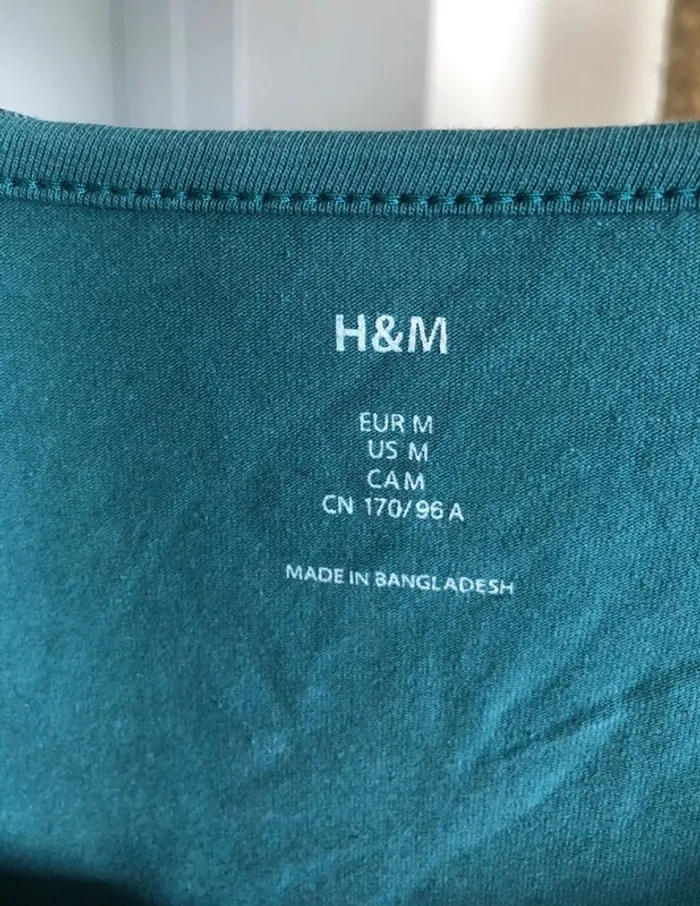 H&M
EUR M
US M
CA M
CN 170/96 A
MADE IN BANGLADESH